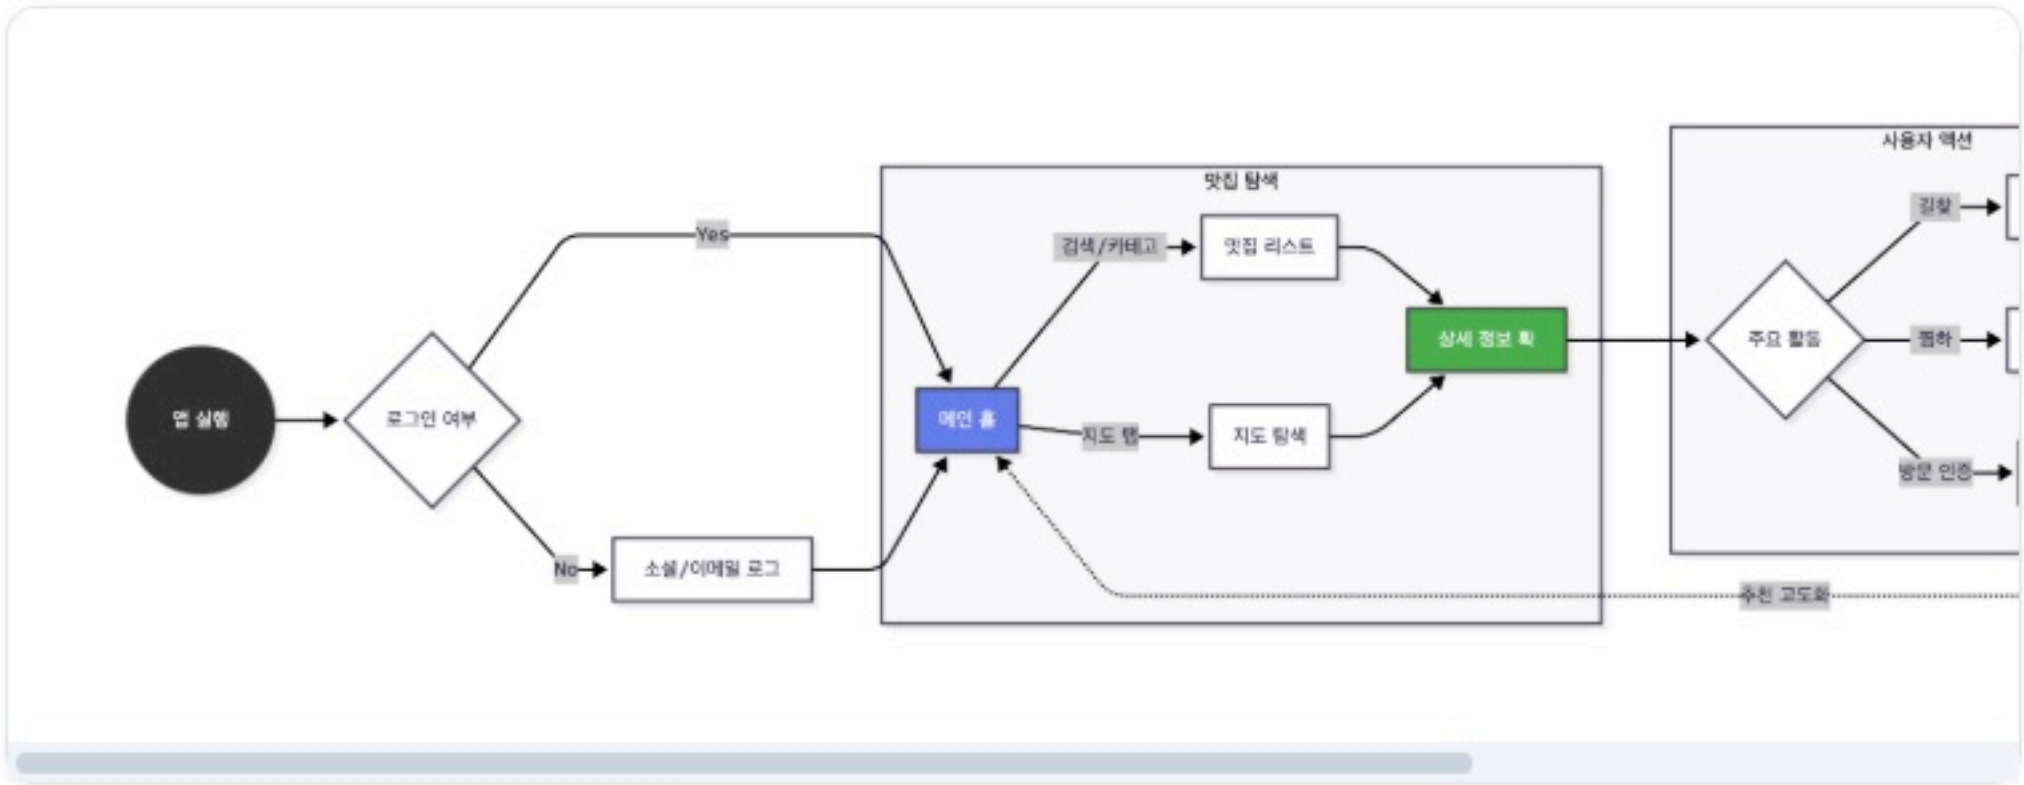 앱 실행
로그인 여부
Yes
No
소셜/이메일 로그
맛집 탐색
메인 홈
검색/카테고
지도 탭
맛집 리스트
지도 탐색
상세 정보 확
사용자 액션
주요 활동
길찾
찜하
방문 인증
추천 고도화